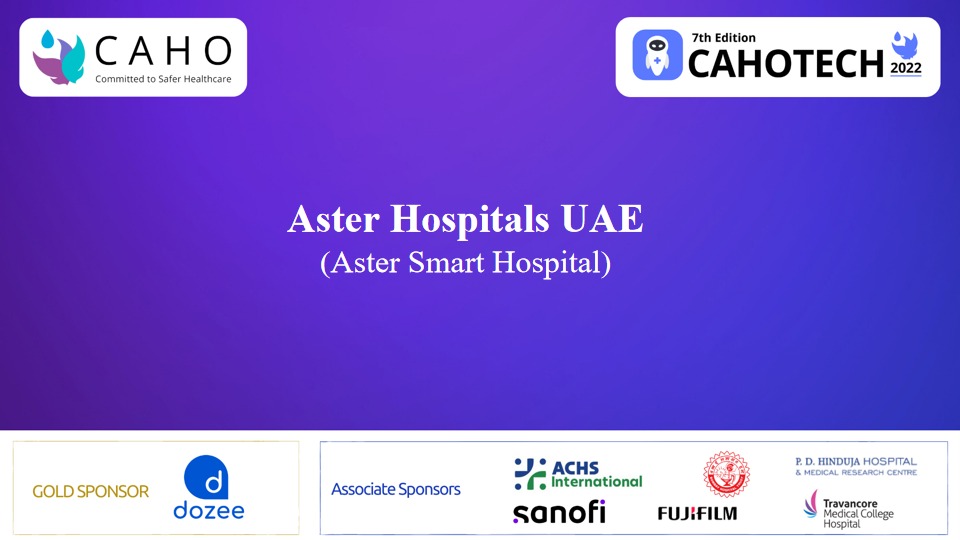 CAHO
Committed to Safer Healthcare
7th Edition
CAHOTECH 2022
Aster Hospitals UAE
(Aster Smart Hospital)
GOLD SPONSOR
d
dozee
Associate Sponsors
ACHS
International
sanofi
FUJIFILM
P. D. HINDUJA HOSPITAL
& MEDICAL RESEARCH CENTRE
Travancore
Medical College
Hospital